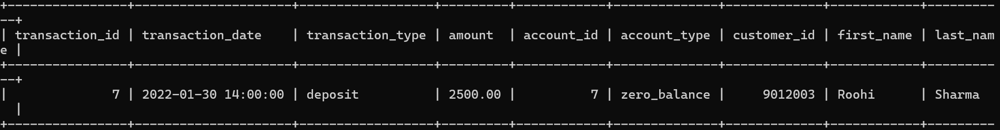 +----------------+---------------------+------------------+---------+------------+--------------+-------------+------------+---------
--+
| transaction_id | transaction_date    | transaction_type | amount  | account_id | account_type | customer_id | first_name | last_nam
e |
+----------------+---------------------+------------------+---------+------------+--------------+-------------+------------+---------
--+
|              7 | 2022-01-30 14:00:00 | deposit          | 2500.00 |          7 | zero_balance |     9012003 | Roohi      | Sharma
  |
+----------------+---------------------+------------------+---------+------------+--------------+-------------+------------+---------